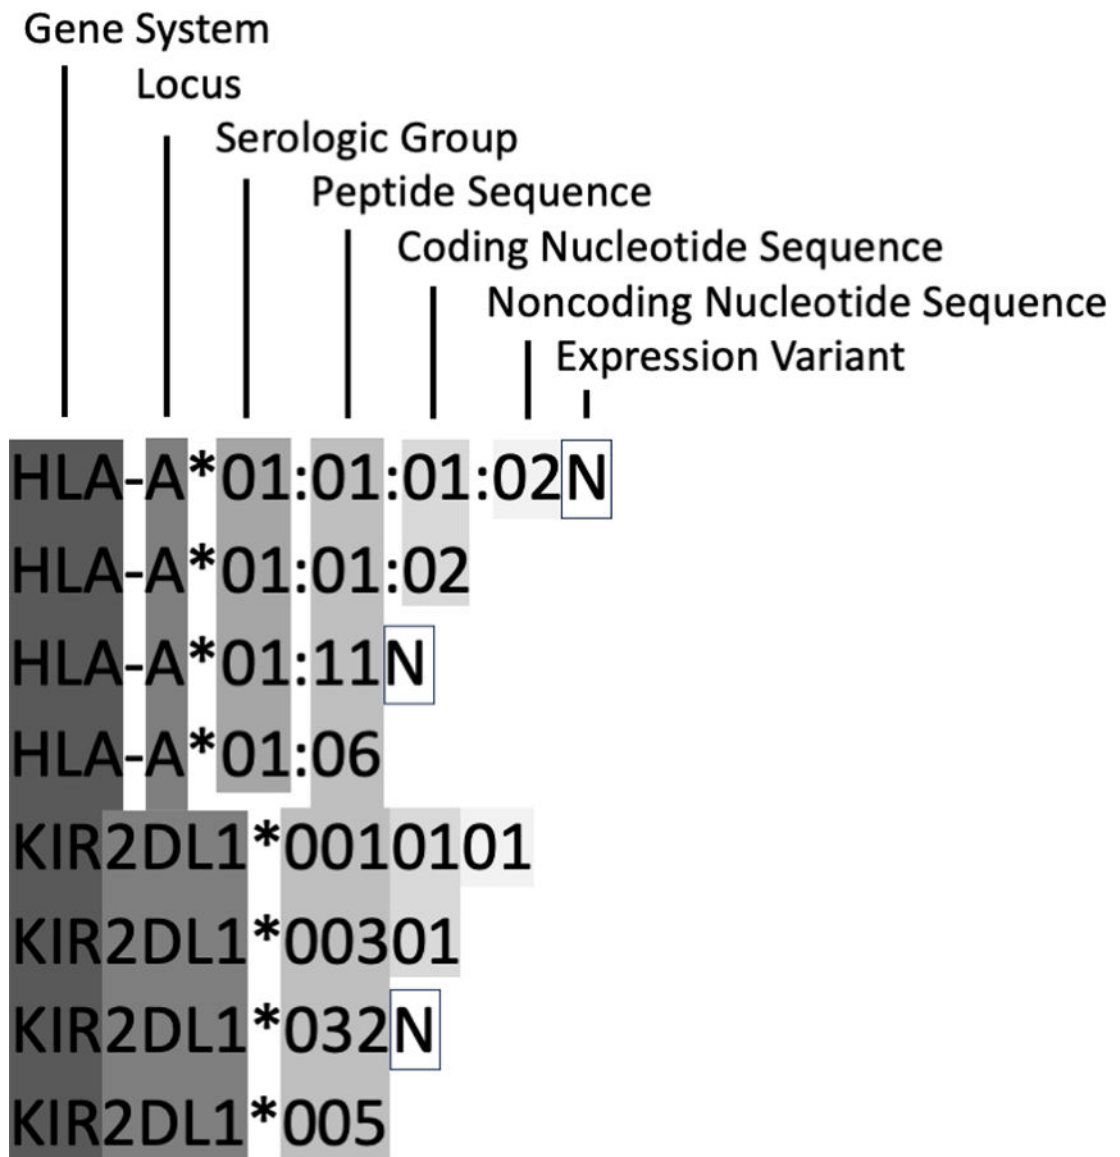 Gene System
Locus
Serologic Group
Peptide Sequence
Coding Nucleotide Sequence
Noncoding Nucleotide Sequence
Expression Variant
HLA-A*01:01:01:02N
HLA-A*01:01:02
HLA-A*01:11N
HLA-A*01:06
KIR2DL1*0010101
KIR2DL1*00301
KIR2DL1*032N
KIR2DL1*005